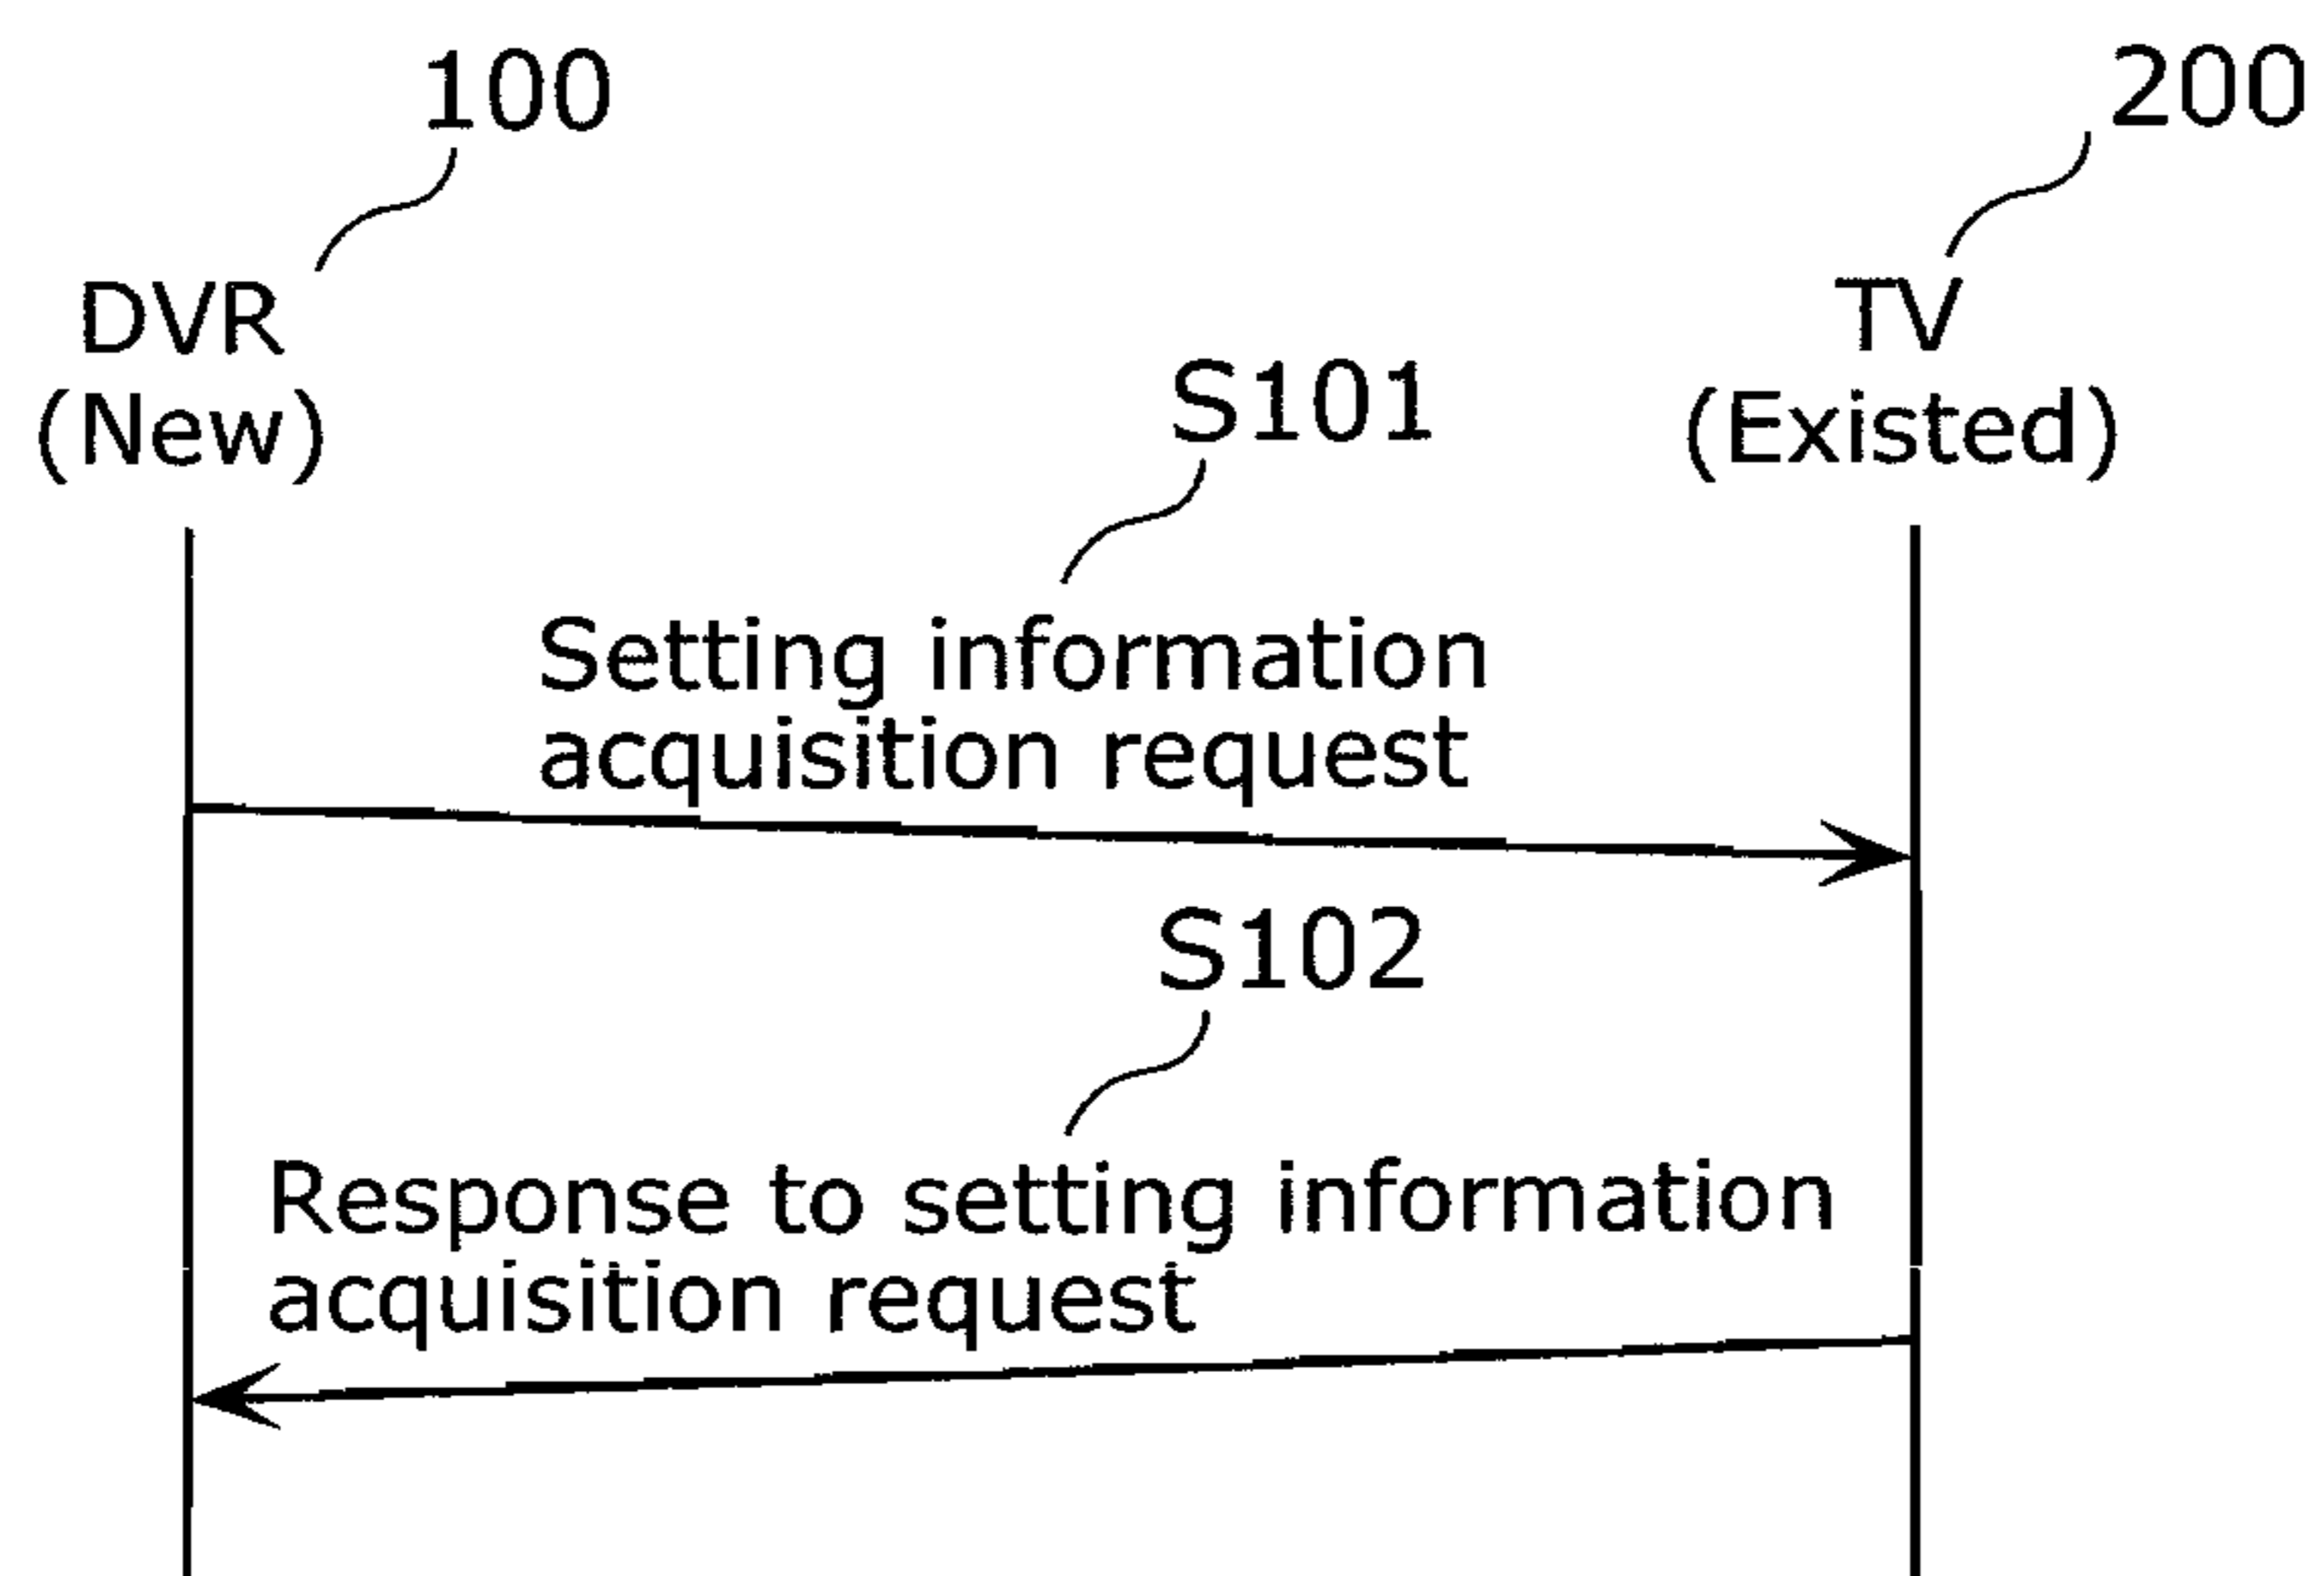 100
200
DVR
(New)
TV
(Existed)
S101
Setting information
acquisition request
S102
Response to setting information
acquisition request